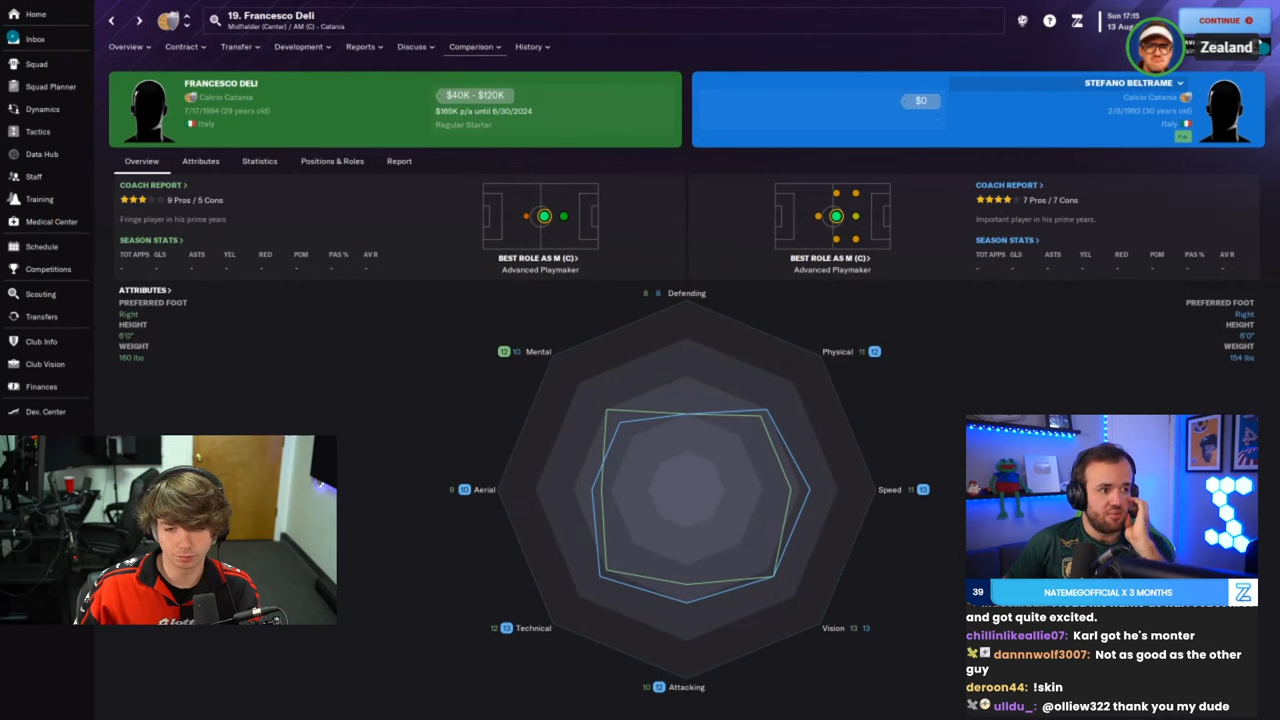 Home
Inbox
Squad
Squad Planner
Dynamics
Tactics
Data Hub
Staff
Training
Medical Center
Schedule
Competitions
Scouting
Transfers
Club Info
Club Vision
Finances
Dev. Center
19. Francesco Deli
Midfielder (Center) / AM (C) - Catania
Sun 17:15
CONTINUE
Zealand
Overview
Contract
Transfer
Development
Reports
Discuss
Comparison
History
FRANCESCO DELI
Calcio Catania
7/17/1994 (29 years old)
Italy
$40K - $120K
$165K p/a until 6/30/2024
Regular Starter
$0
STEFANO BELTRAME
Calcio Catania
2/8/1993 (30 years old)
Italy
Overview
Attributes
Statistics
Positions & Roles
Report
COACH REPORT >
9 Pros / 5 Cons
Fringe player in his prime years
SEASON STATS >
TOT APPS GLS ASTS YEL RED POM PAS % AV R
- - - - - - - -
BEST ROLE AS M (C)>
Advanced Playmaker
BEST ROLE AS M (C)>
Advanced Playmaker
COACH REPORT >
7 Pros / 7 Cons
Important player in his prime years.
SEASON STATS >
TOT APPS GLS ASTS YEL RED POM PAS % AV R
- - - - - - - -
ATTRIBUTES >
PREFERRED FOOT
Right
HEIGHT
6'0"
WEIGHT
160 lbs
PREFERRED FOOT
Right
HEIGHT
6'0"
WEIGHT
154 lbs
8 8 Defending
12 10 Mental
Physical 11 12
9 10 Aerial
Speed 11 13
12 13 Technical
Vision 13 13
10 12 Attacking
39 NATEMEGOFFICIAL X 3 MONTHS
and got quite excited.
chillinlikeallie07: Karl got he's monter
dannnwolf3007: Not as good as the other
guy
deroon44: !skin
ulldu_: @olliew322 thank you my dude